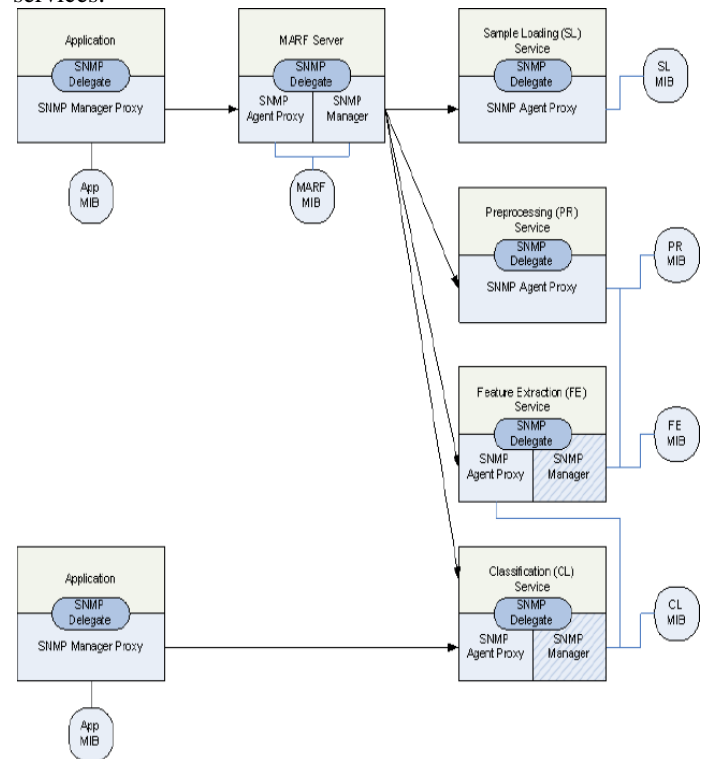 services.
Application
SNMP
Delegate
SNMP Manager Proxy
App
MIB
MARF Server
SNMP
Delegate
SNMP
Agent Proxy
SNMP
Manager
MARF
MIB
Sample Loading (SL)
Service
SNMP
Delegate
SNMP Agent Proxy
SL
MIB
Preprocessing (PR)
Service
SNMP
Delegate
SNMP Agent Proxy
PR
MIB
Feature Extraction (FE)
Service
SNMP
Delegate
SNMP
Agent Proxy
SNMP
Manager
FE
MIB
Application
SNMP
Delegate
SNMP Manager Proxy
App
MIB
Classification (CL)
Service
SNMP
Delegate
SNMP
Agent Proxy
SNMP
Manager
CL
MIB